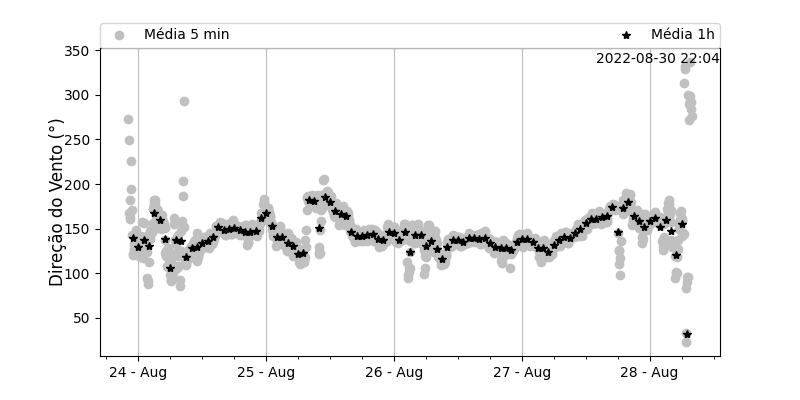 Média 5 min
Média 1h
2022-08-30 22:04
Direção do Vento (°)
350
300
250
200
150
100
50
24 - Aug
25 - Aug
26 - Aug
27 - Aug
28 - Aug